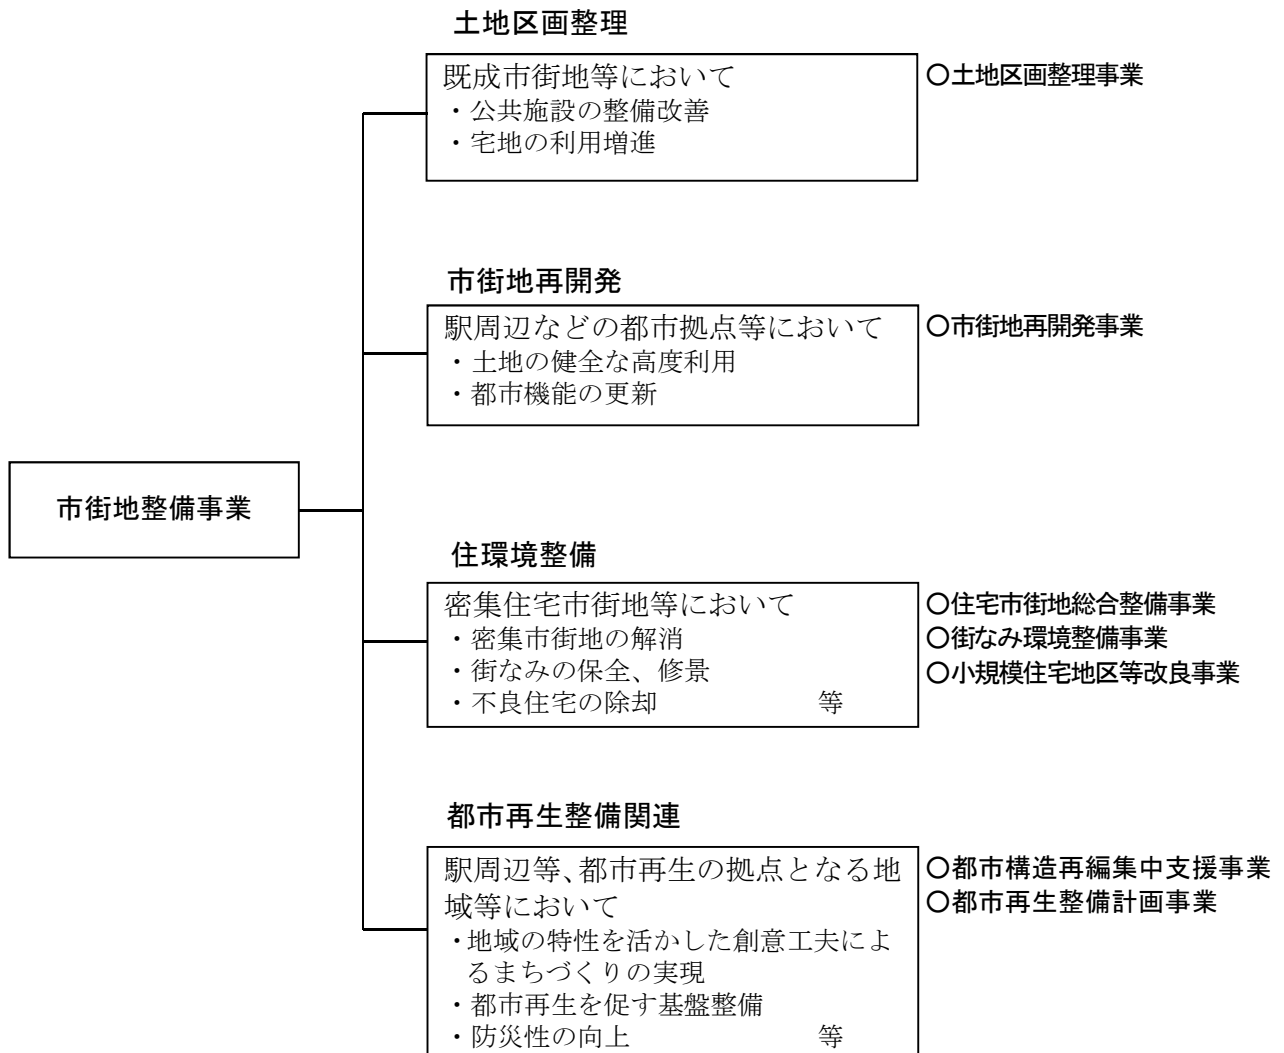 土地区画整理
既成市街地等において
・公共施設の整備改善
・宅地の利用増進
○土地区画整理事業
市街地再開発
駅周辺などの都市拠点等において
・土地の健全な高度利用
・都市機能の更新
○市街地再開発事業
市街地整備事業
住環境整備
密集住宅市街地等において
・密集市街地の解消
・街なみの保全、修景
・不良住宅の除却　　　　　等
○住宅市街地総合整備事業
○街なみ環境整備事業
○小規模住宅地区等改良事業
都市再生整備関連
駅周辺等、都市再生の拠点となる地
域等において
・地域の特性を活かした創意工夫によ
るまちづくりの実現
・都市再生を促す基盤整備
・防災性の向上　　　　　　等
○都市構造再編集中支援事業
○都市再生整備計画事業